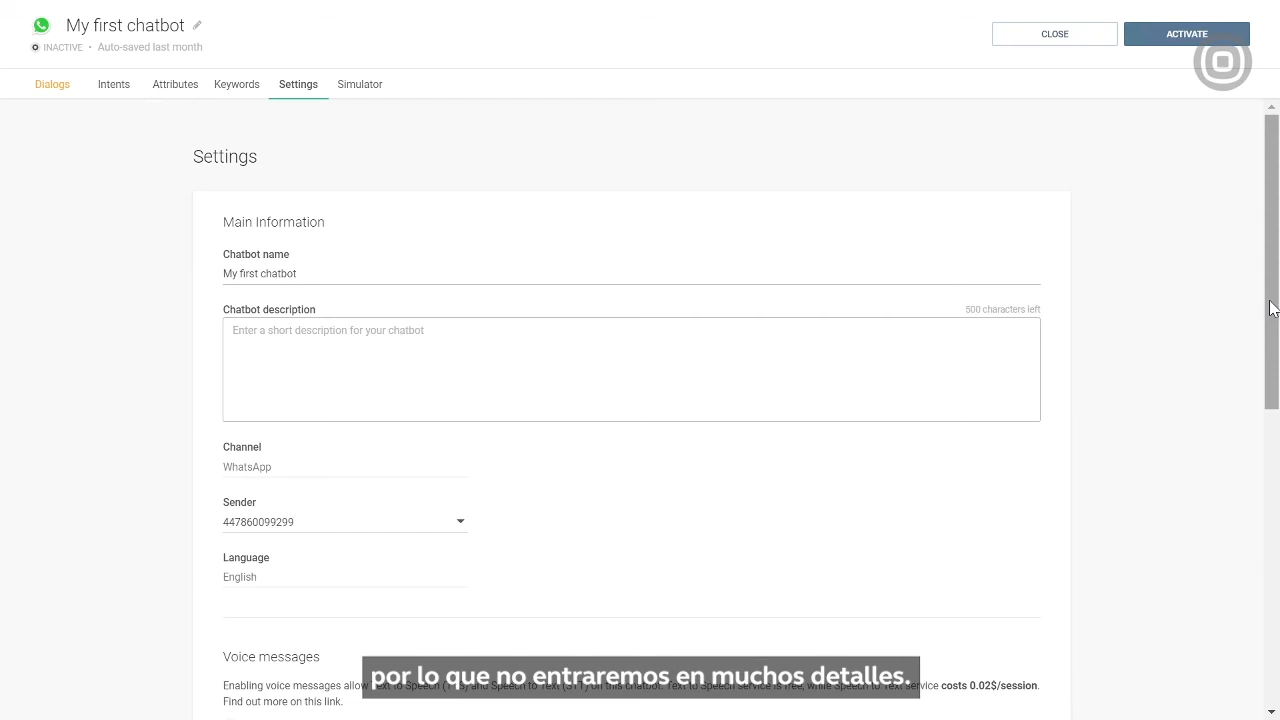 My first chatbot
INACTIVE • Auto-saved last month
CLOSE
ACTIVATE
Dialogs Intents Attributes Keywords Settings Simulator
Settings
Main Information
Chatbot name
My first chatbot
Chatbot description
500 characters left
Enter a short description for your chatbot
Channel
WhatsApp
Sender
447860099299
Language
English
Voice messages
Enabling voice messages allow Text to Speech (TTS) and Speech to Text (STT) on this chatbot. Text to Speech service is free, while Speech to Text service costs 0.02$/session.
Find out more on this link.
por lo que no entraremos en muchos detalles.